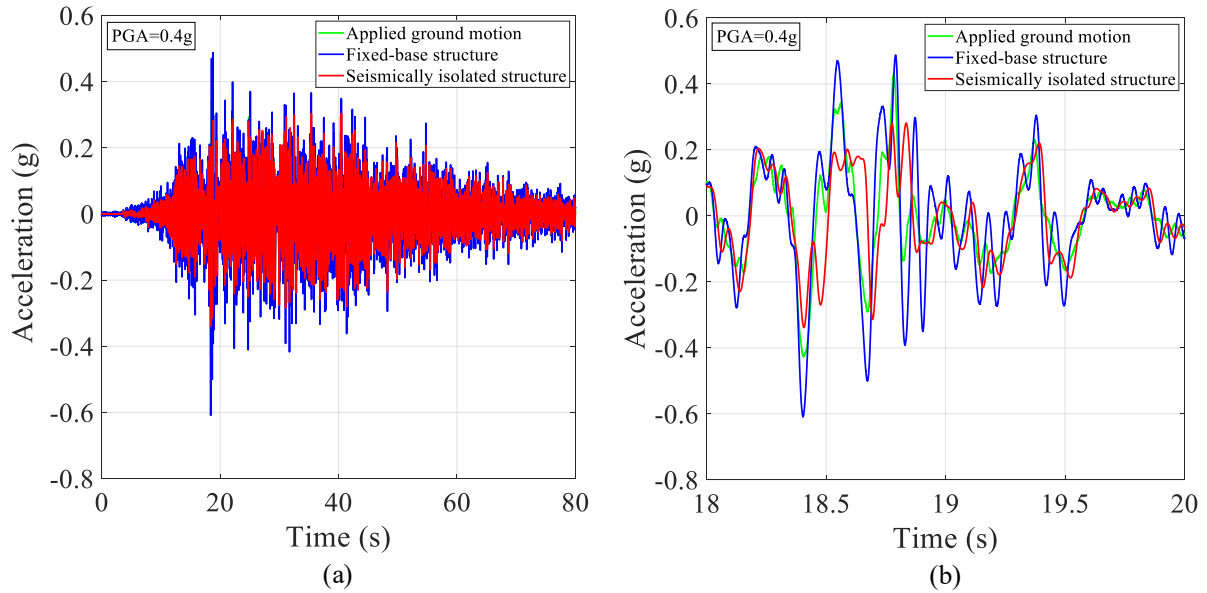 PGA=0.4g
Applied ground motion
Fixed-base structure
Seismically isolated structure
0.6
0.4
0.2
0
-0.2
-0.4
-0.6
-0.8
Acceleration (g)
0
20
40
60
80
Time (s)
(a)
PGA=0.4g
Applied ground motion
Fixed-base structure
Seismically isolated structure
0.6
0.4
0.2
0
-0.2
-0.4
-0.6
-0.8
Acceleration (g)
18
18.5
19
19.5
20
Time (s)
(b)